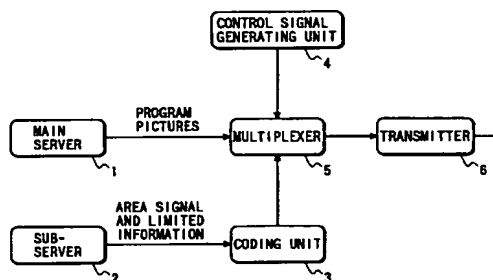 CONTROL SIGNAL
GENERATING UNIT
4
PROGRAM
PICTURES
MAIN
SERVER
1
MULTIPLEXER
5
TRANSMITTER
6
AREA SIGNAL
AND LIMITED
INFORMATION
SUB-
SERVER
2
CODING UNIT
3